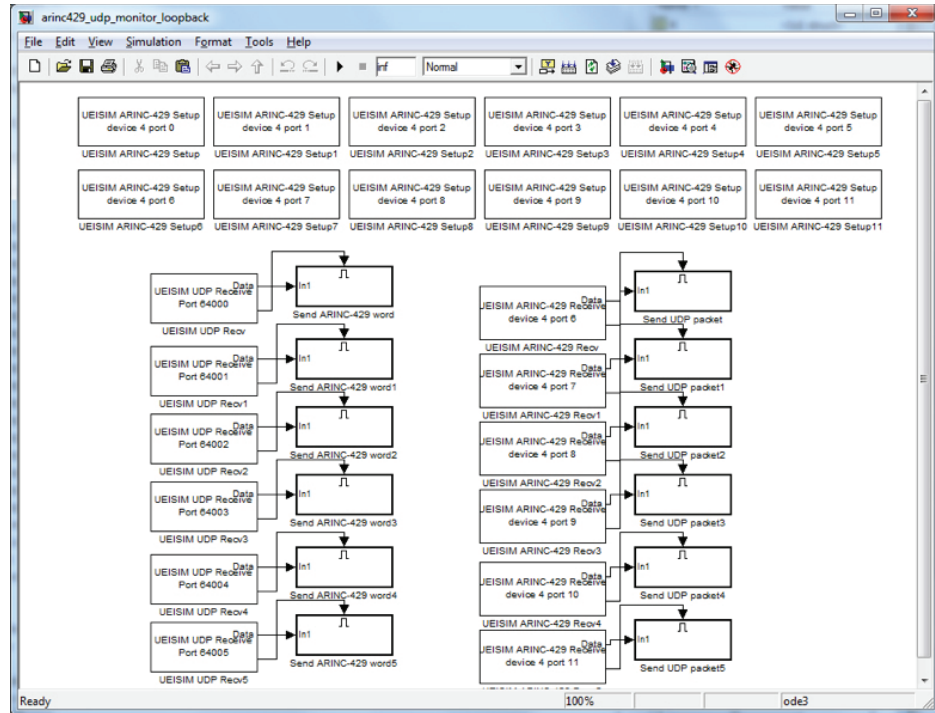 arinc429_udp_monitor_loopback
File Edit View Simulation Format Tools Help
inf Normal
UEISIM ARINC-429 Setup
device 4 port 0
UEISIM ARINC-429 Setup
UEISIM ARINC-429 Setup
device 4 port 1
UEISIM ARINC-429 Setup1
UEISIM ARINC-429 Setup
device 4 port 2
UEISIM ARINC-429 Setup2
UEISIM ARINC-429 Setup
device 4 port 3
UEISIM ARINC-429 Setup3
UEISIM ARINC-429 Setup
device 4 port 4
UEISIM ARINC-429 Setup4
UEISIM ARINC-429 Setup
device 4 port 5
UEISIM ARINC-429 Setup5
UEISIM ARINC-429 Setup
device 4 port 6
UEISIM ARINC-429 Setup6
UEISIM ARINC-429 Setup
device 4 port 7
UEISIM ARINC-429 Setup7
UEISIM ARINC-429 Setup
device 4 port 8
UEISIM ARINC-429 Setup8
UEISIM ARINC-429 Setup
device 4 port 9
UEISIM ARINC-429 Setup9
UEISIM ARINC-429 Setup
device 4 port 10
UEISIM ARINC-429 Setup10
UEISIM ARINC-429 Setup
device 4 port 11
UEISIM ARINC-429 Setup11
UEISIM UDP Receive Data
Port 64000
UEISIM UDP Recv
In1
Send ARINC-429 word
UEISIM UDP Receive Data
Port 64001
UEISIM UDP Recv1
In1
Send ARINC-429 word1
UEISIM UDP Receive Data
Port 64002
UEISIM UDP Recv2
In1
Send ARINC-429 word2
UEISIM UDP Receive Data
Port 64003
UEISIM UDP Recv3
In1
Send ARINC-429 word3
UEISIM UDP Receive Data
Port 64004
UEISIM UDP Recv4
In1
Send ARINC-429 word4
UEISIM UDP Receive Data
Port 64005
UEISIM UDP Recv5
In1
Send ARINC-429 word5
UEISIM ARINC-429 Receive Data
device 4 port 6
UEISIM ARINC-429 Recv
In1
Send UDP packet
UEISIM ARINC-429 Receive Data
device 4 port 7
UEISIM ARINC-429 Recv1
In1
Send UDP packet1
UEISIM ARINC-429 Receive Data
device 4 port 8
UEISIM ARINC-429 Recv2
In1
Send UDP packet2
UEISIM ARINC-429 Receive Data
device 4 port 9
UEISIM ARINC-429 Recv3
In1
Send UDP packet3
UEISIM ARINC-429 Receive Data
device 4 port 10
UEISIM ARINC-429 Recv4
In1
Send UDP packet4
UEISIM ARINC-429 Receive Data
device 4 port 11
In1
Send UDP packet5
Ready 100% ode3